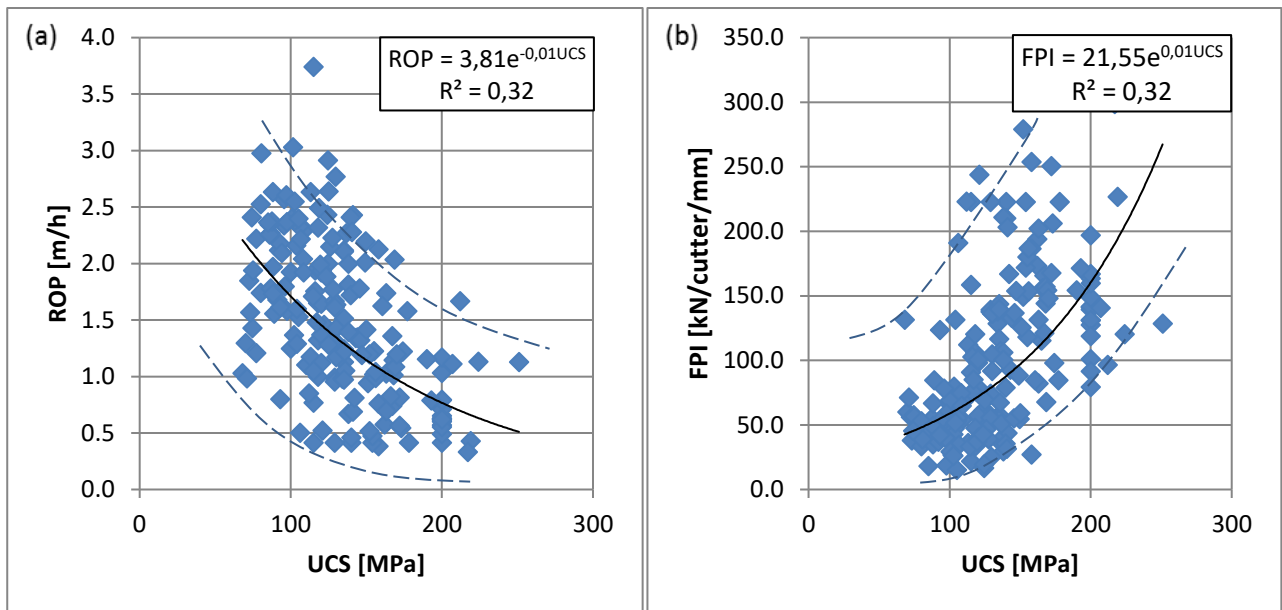 (a)
ROP = 3,81e^-0,01UCS
R² = 0,32
4.0
3.5
3.0
2.5
2.0
1.5
1.0
0.5
0.0
ROP [m/h]
0 100 200 300
UCS [MPa]
(b)
FPI = 21,55e^0,01UCS
R² = 0,32
350.0
300.0
250.0
200.0
150.0
100.0
50.0
0.0
FPI [kN/cutter/mm]
0 100 200 300
UCS [MPa]